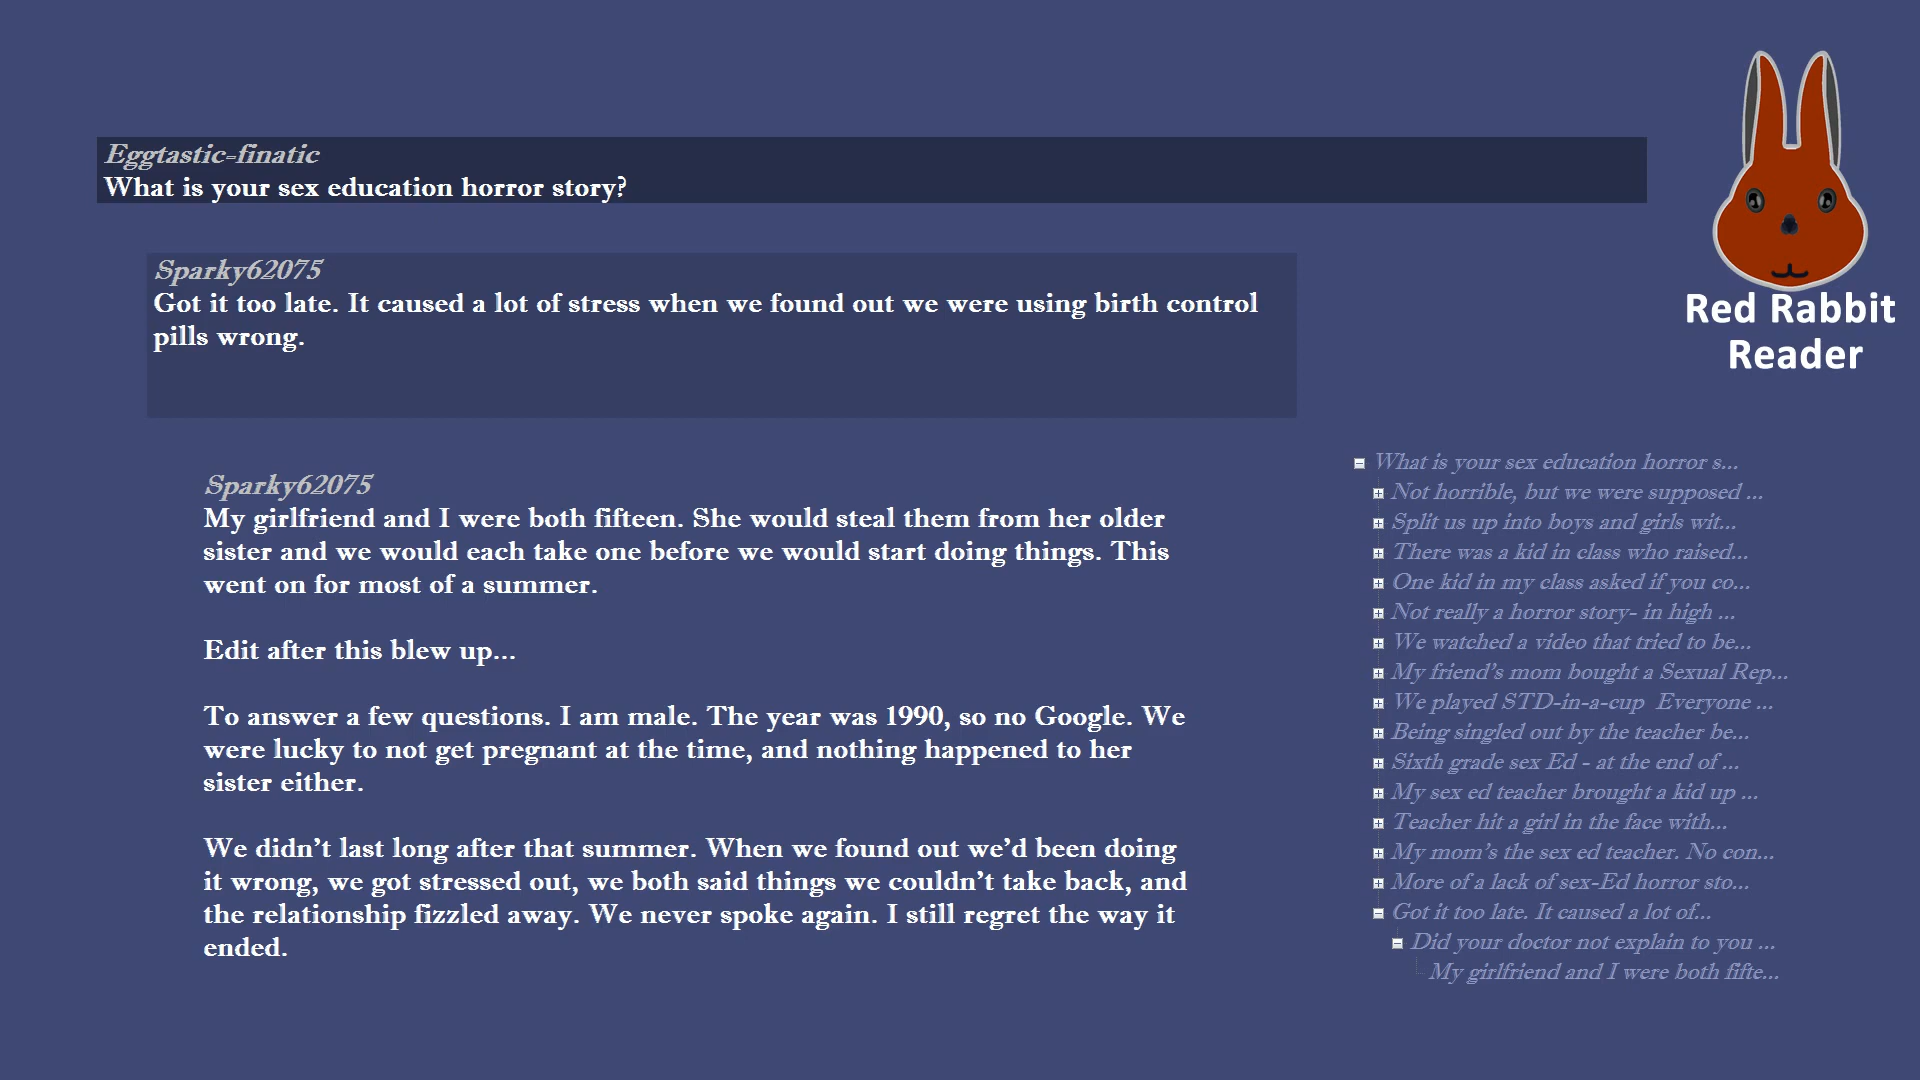 Eggtastic-finatic
What is your sex education horror story?
Sparky62075
Got it too late. It caused a lot of stress when we found out we were using birth control
pills wrong.
Sparky62075
My girlfriend and I were both fifteen. She would steal them from her older
sister and we would each take one before we would start doing things. This
went on for most of a summer.
Edit after this blew up...
To answer a few questions. I am male. The year was 1990, so no Google. We
were lucky to not get pregnant at the time, and nothing happened to her
sister either.
We didn't last long after that summer. When we found out we'd been doing
it wrong, we got stressed out, we both said things we couldn't take back, and
the relationship fizzled away. We never spoke again. I still regret the way it
ended.
Red Rabbit
Reader
What is your sex education horror s...
Not horrible, but we were supposed ...
Split us up into boys and girls wit...
There was a kid in class who raised...
One kid in my class asked if you co...
Not really a horror story- in high ...
We watched a video that tried to be...
My friend's mom bought a Sexual Rep...
We played STD-in-a-cup  Everyone ...
Being singled out by the teacher be...
Sixth grade sex Ed - at the end of ...
My sex ed teacher brought a kid up ...
Teacher hit a girl in the face with...
My mom's the sex ed teacher. No con...
More of a lack of sex-Ed horror sto...
Got it too late. It caused a lot of...
Did your doctor not explain to you ...
My girlfriend and I were both fifte...